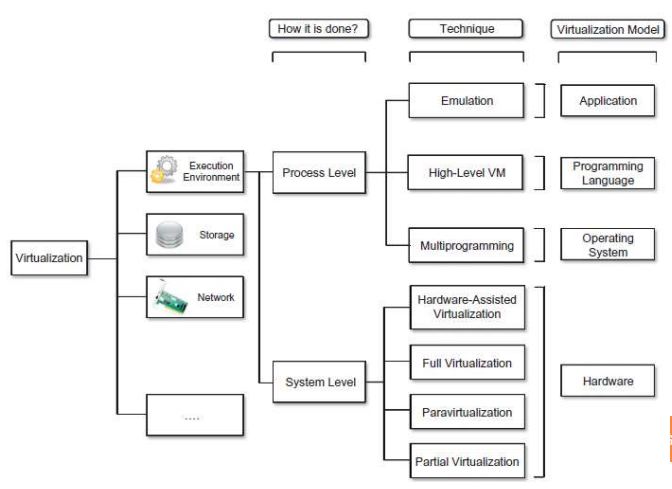 How it is done?
Technique
Virtualization Model
Emulation
Application
Execution
Environment
Process Level
High-Level VM
Programming
Language
Storage
Multiprogramming
Operating
System
Virtualization
Network
Hardware-Assisted
Virtualization
Full Virtualization
System Level
Hardware
Paravirtualization
....
Partial Virtualization